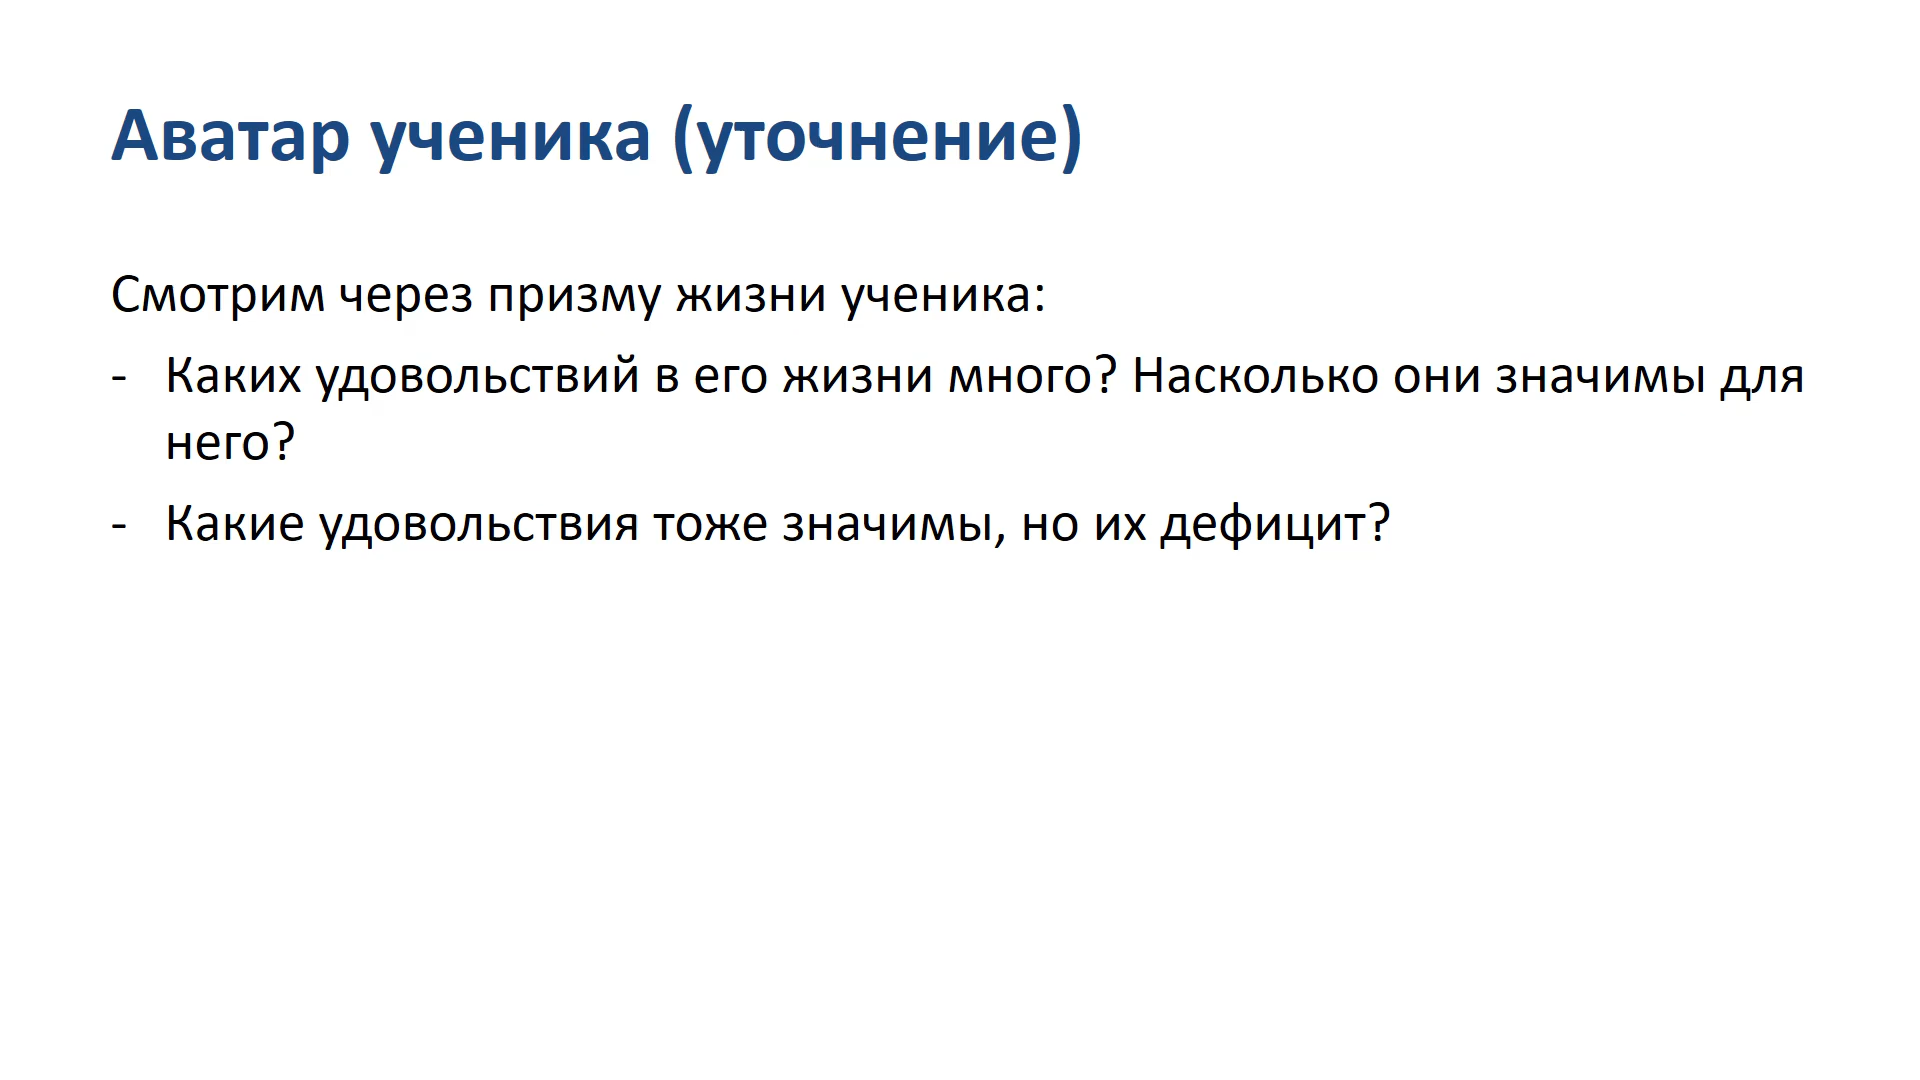 Аватар ученика (уточнение)
Смотрим через призму жизни ученика:
- Каких удовольствий в его жизни много? Насколько они значимы для
него?
- Какие удовольствия тоже значимы, но их дефицит?